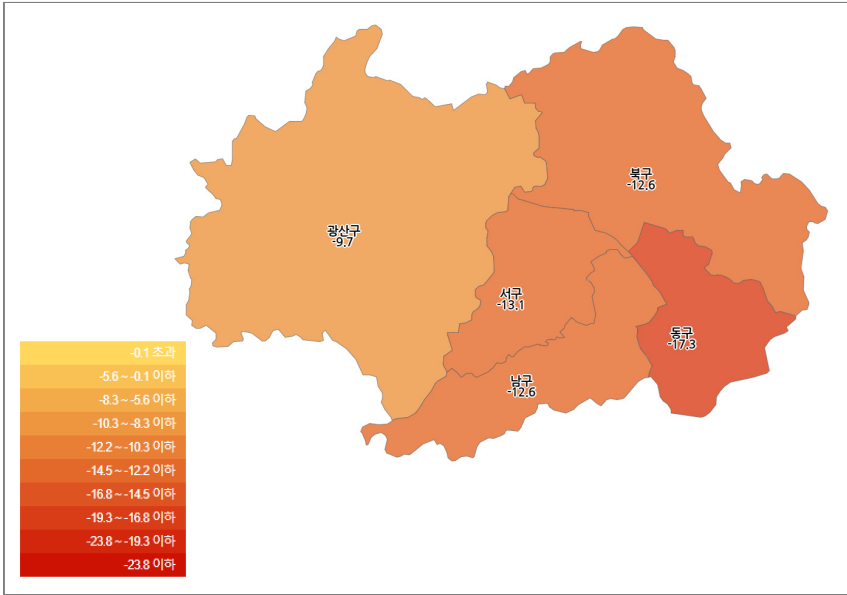 북구
-12.6
광산구
-9.7
서구
-13.1
동구
-17.3
남구
-12.6
-0.1 초과
-5.6 ~ -0.1 이하
-8.3 ~ -5.6 이하
-10.3 ~ -8.3 이하
-12.2 ~ -10.3 이하
-14.5 ~ -12.2 이하
-16.8 ~ -14.5 이하
-19.3 ~ -16.8 이하
-23.8 ~ -19.3 이하
-23.8 이하